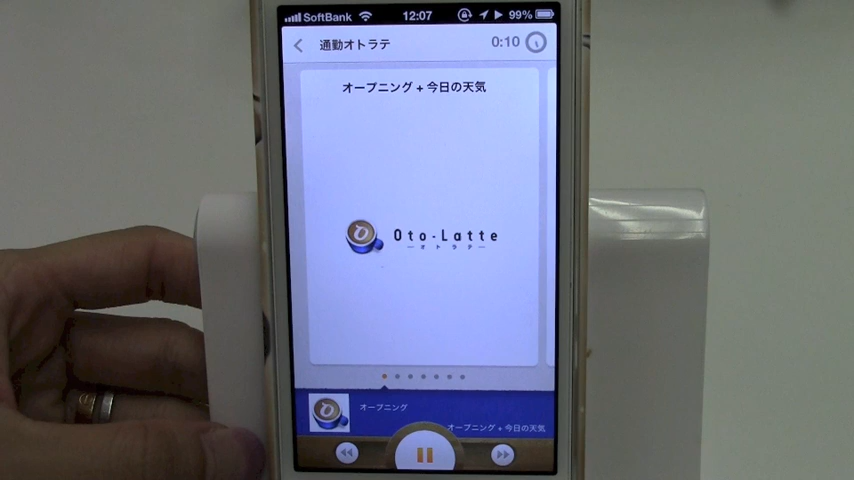 SoftBank 12:07 99%
通勤オトラテ 0:10
オープニング + 今日の天気
Oto-Latte
オトラテ
オープニング
オープニング + 今日の天気